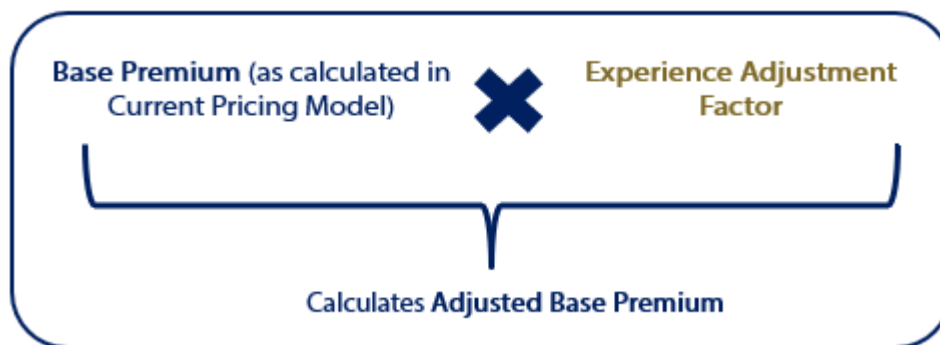 Base Premium (as calculated in
Current Pricing Model)
Experience Adjustment
Factor
Calculates Adjusted Base Premium